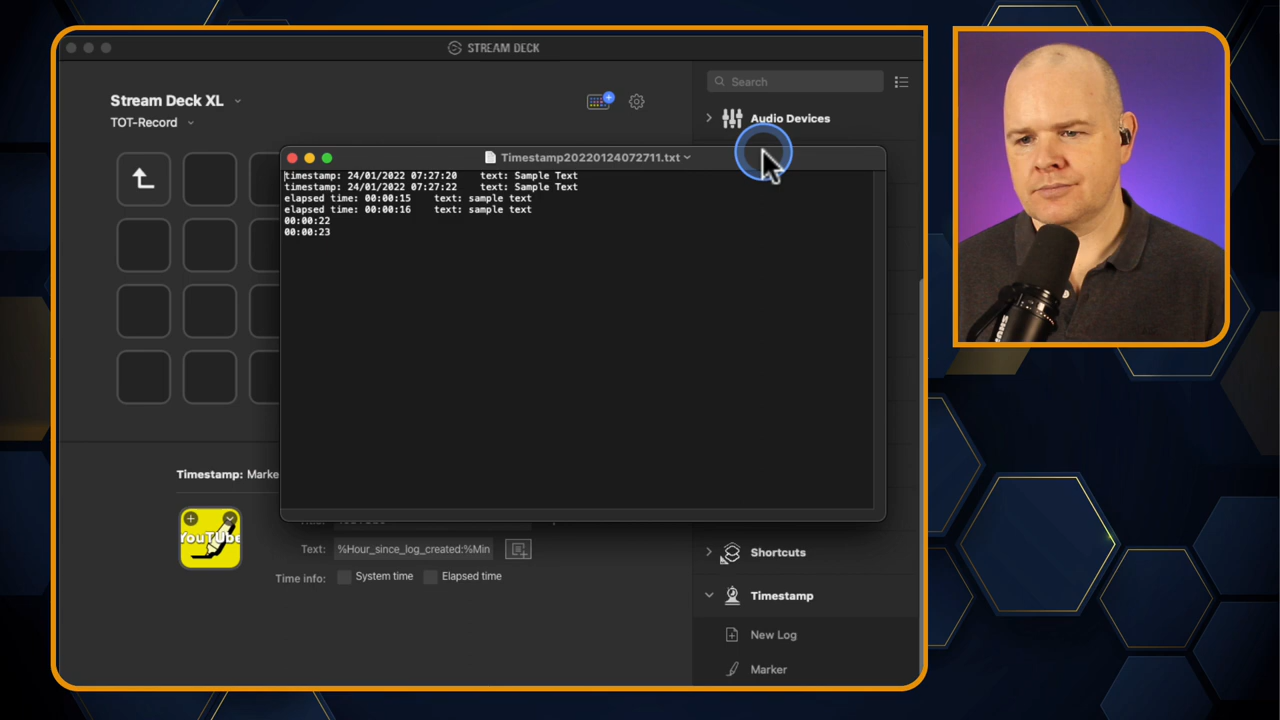 STREAM DECK
Stream Deck XL
TOT-Record
Search
Audio Devices
Timestamp20220124072711.txt
timestamp: 24/01/2022 07:27:20 text: Sample Text
timestamp: 24/01/2022 07:27:22 text: Sample Text
elapsed time: 00:00:15 text: sample text
elapsed time: 00:00:16 text: sample text
00:00:22
00:00:23
Timestamp: Marke
YouTube
Text: %Hour_since_log_created:%Min
Time info: System time Elapsed time
Shortcuts
Timestamp
New Log
Marker